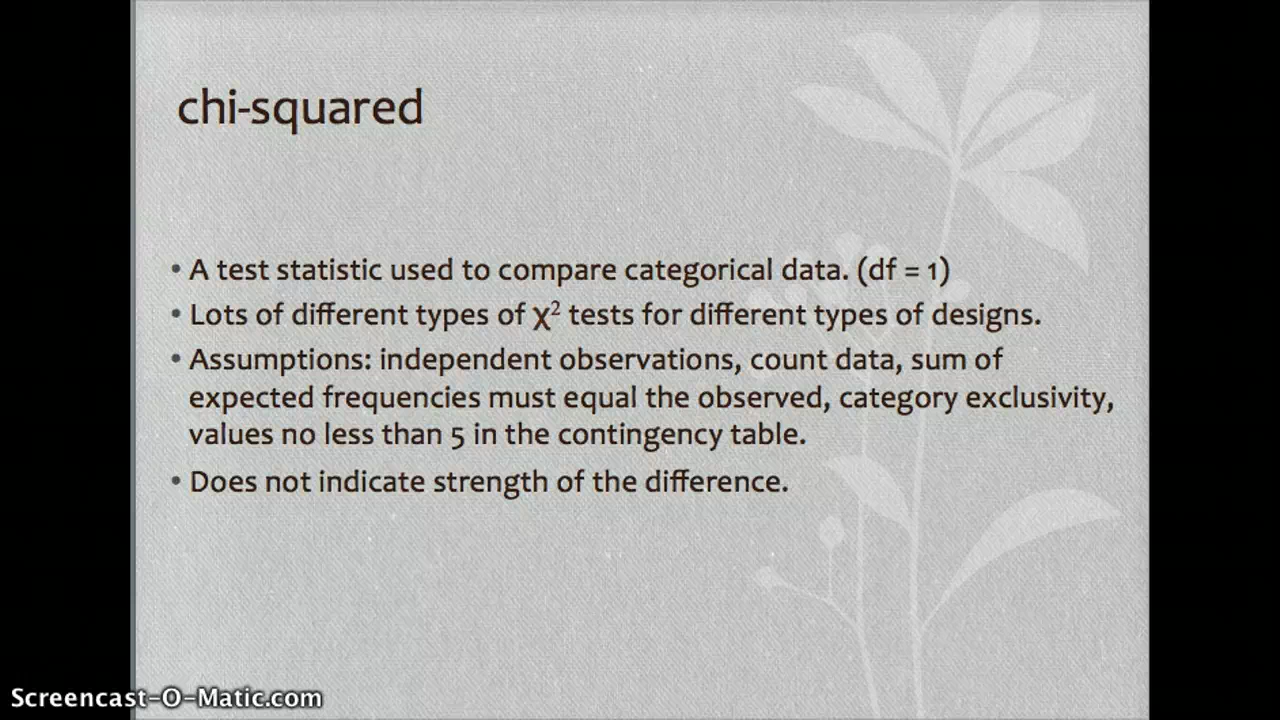 chi-squared
• A test statistic used to compare categorical data. (df = 1)
• Lots of different types of χ² tests for different types of designs.
• Assumptions: independent observations, count data, sum of
expected frequencies must equal the observed, category exclusivity,
values no less than 5 in the contingency table.
• Does not indicate strength of the difference.
Screencast-O-Matic.com